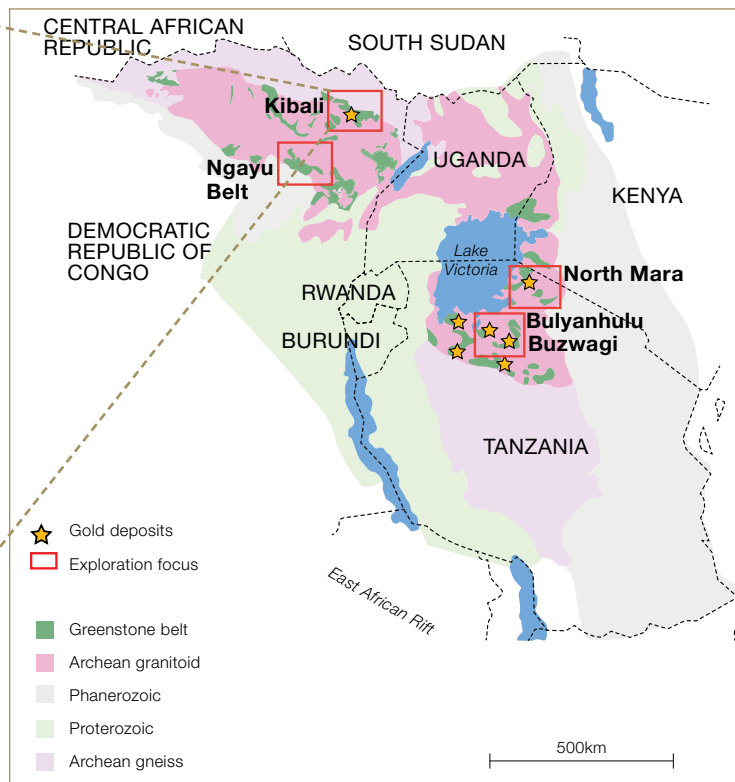 CENTRAL AFRICAN
REPUBLIC
SOUTH SUDAN
Kibali
Ngayu
Belt
UGANDA
KENYA
DEMOCRATIC
REPUBLIC OF
CONGO
Lake
Victoria
North Mara
RWANDA
Bulyanhulu
Buzwagi
BURUNDI
TANZANIA
Gold deposits
Exploration focus
East African Rift
Greenstone belt
Archean granitoid
Phanerozoic
Proterozoic
Archean gneiss
500km